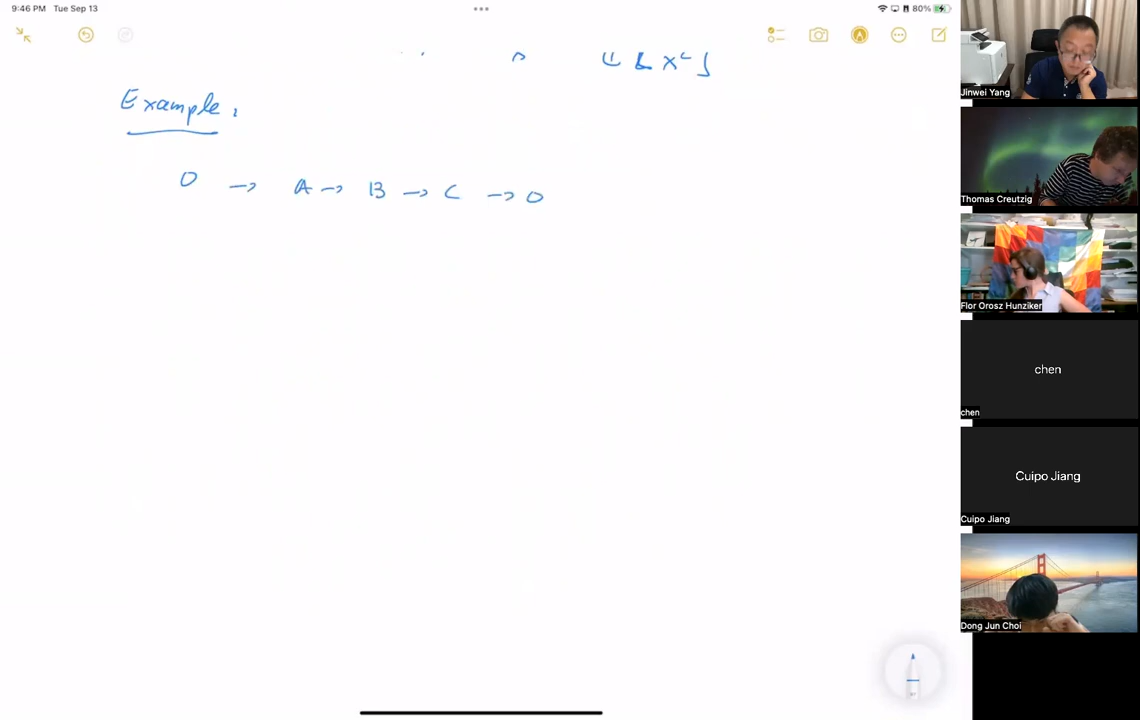 9:46 PM Tue Sep 13
80%
Example.
0 → A → B → C → 0
Jinwei Yang
Thomas Creutzig
Flor Orosz Hunziker
chen
chen
Cuipo Jiang
Cuipo Jiang
Dong Jun Choi